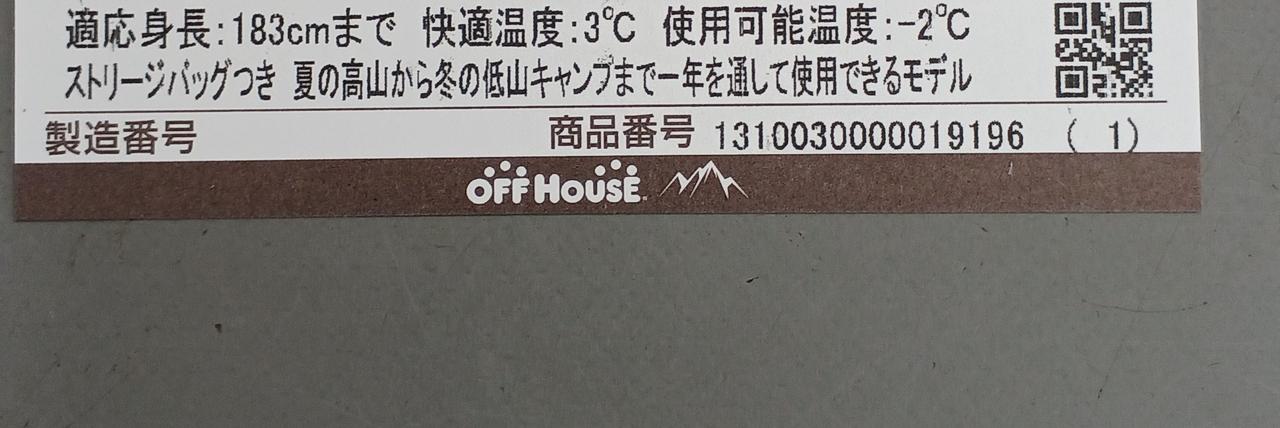 適応身長:183cmまで 快適温度:3℃ 使用可能温度:-2℃
ストリージバッグつき 夏の高山から冬の低山キャンプまで一年を通して使用できるモデル
製造番号 商品番号 1310030000019196 ( 1)
OFF HOUSE